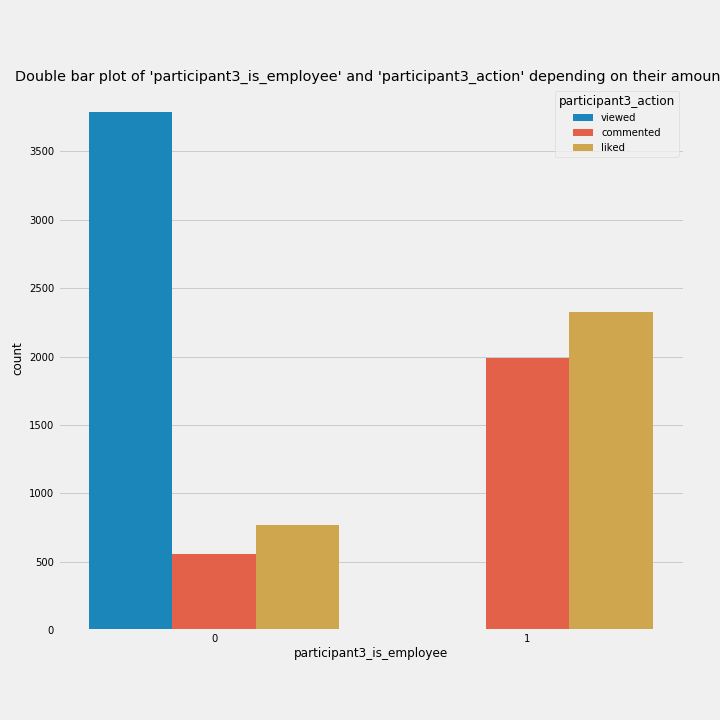 Double bar plot of 'participant3_is_employee' and 'participant3_action' depending on their amoun
participant3_action
viewed
commented
liked
3500
3000
2500
2000
1500
1000
500
0
count
0 1
participant3_is_employee